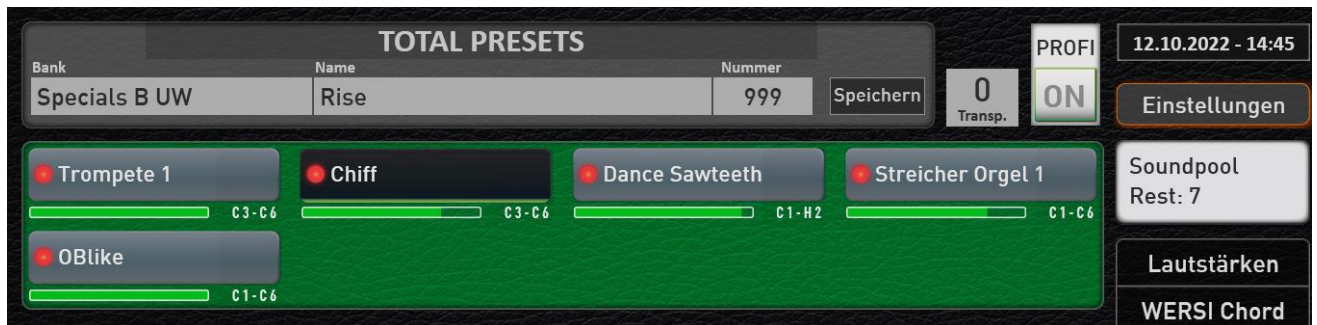 TOTAL PRESETS
Bank Name Nummer
Specials B UW Rise 999 Speichern
0
Transp.
PROFI
ON
12.10.2022 - 14:45
Einstellungen
Trompete 1 Chiff Dance Sawteeth Streicher Orgel 1
C3-C6 C3-C6 C1-H2 C1-C6
OBlike
C1-C6
Soundpool
Rest: 7
Lautstärken
WERSI Chord